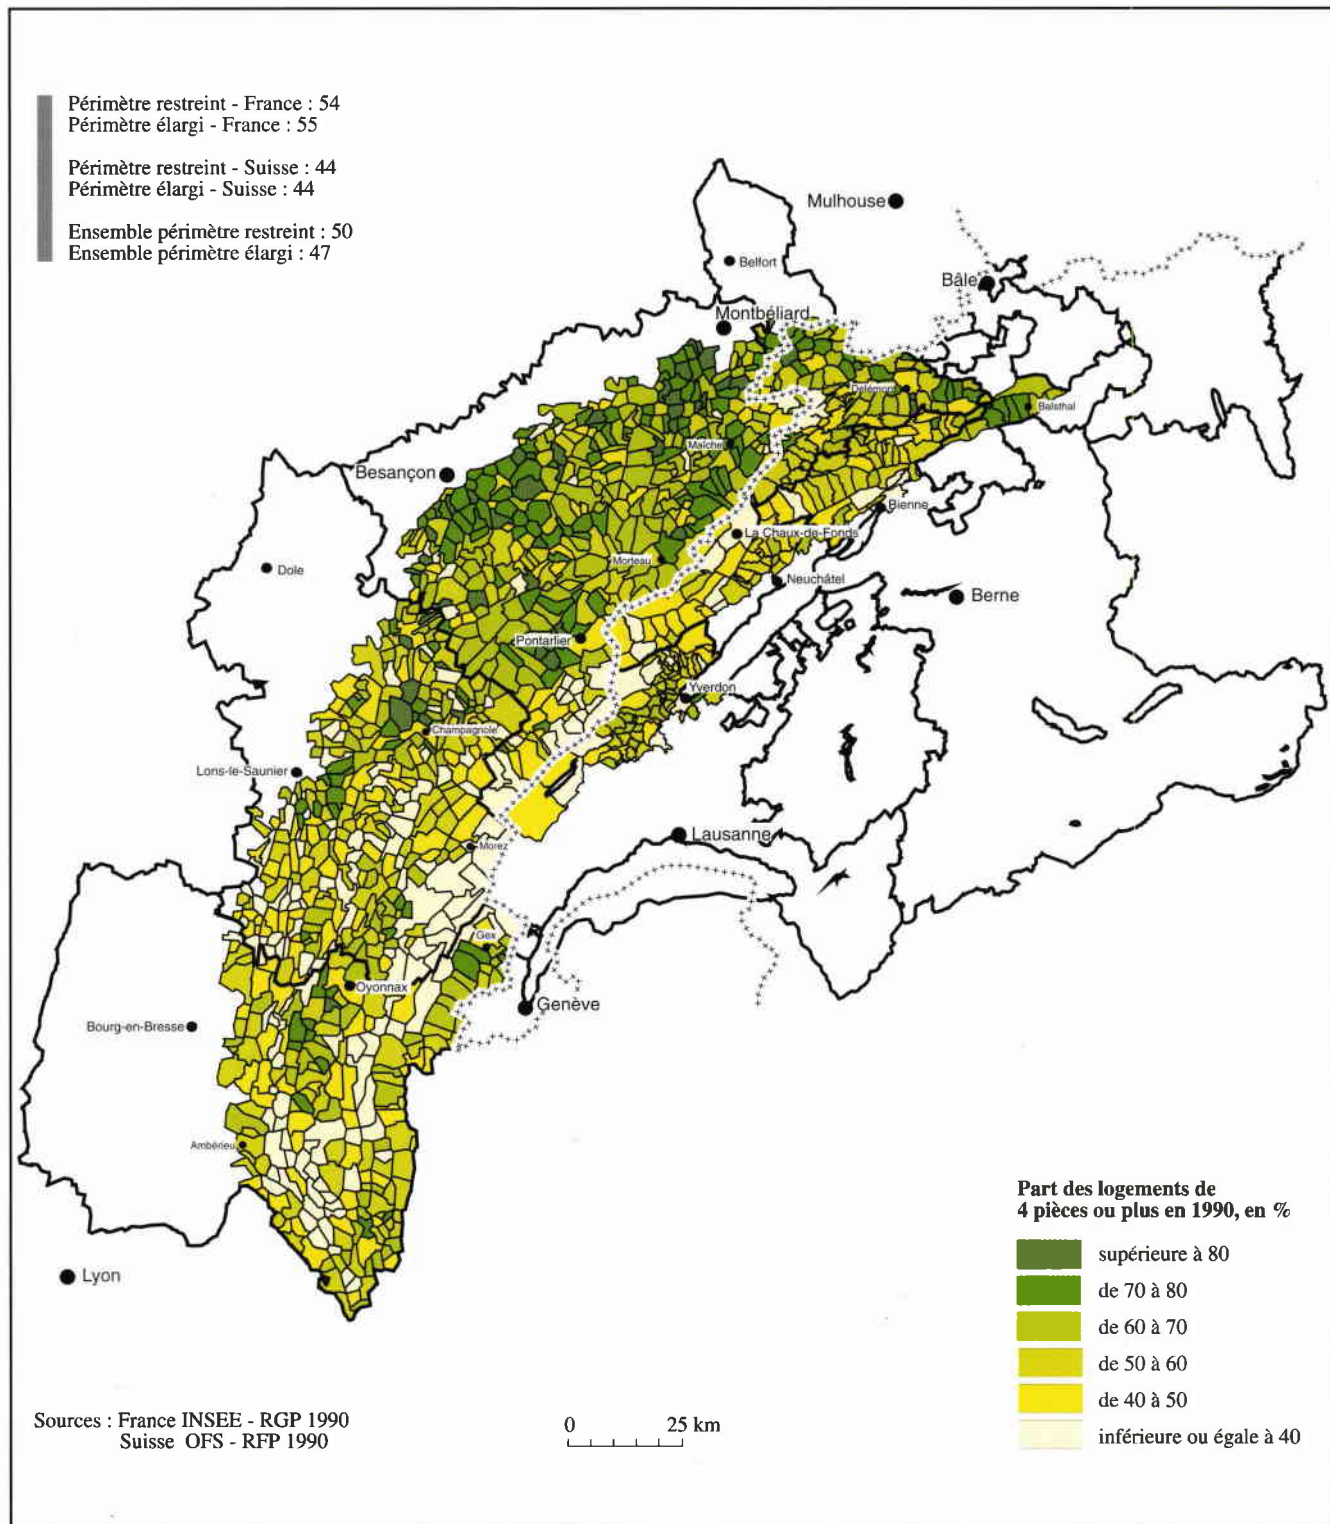 Périmètre restreint - France : 54
Périmètre élargi - France : 55
Périmètre restreint - Suisse : 44
Périmètre élargi - Suisse : 44
Ensemble périmètre restreint : 50
Ensemble périmètre élargi : 47
Mulhouse
Belfort
Bâle
Montbéliard
Delémont
Balsthal
Maîche
Besançon
Bienne
La Chaux-de-Fonds
Morteau
Dole
Neuchâtel
Berne
Pontarlier
Yverdon
Champagnole
Lons-le-Saunier
Lausanne
Morez
Gex
Oyonnax
Genève
Bourg-en-Bresse
Ambérieu
Lyon
Part des logements de
4 pièces ou plus en 1990, en %
supérieure à 80
de 70 à 80
de 60 à 70
de 50 à 60
de 40 à 50
inférieure ou égale à 40
Sources : France INSEE - RGP 1990
Suisse OFS - RFP 1990
0 25 km